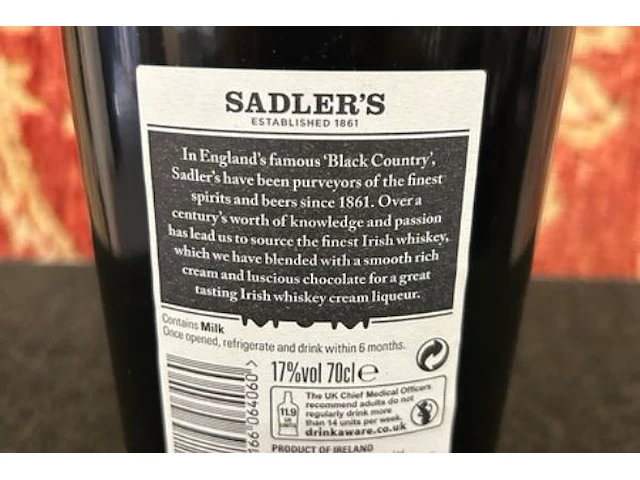 SADLER'S
ESTABLISHED 1861
In England's famous 'Black Country',
Sadler's have been purveyors of the finest
spirits and beers since 1861. Over a
century's worth of knowledge and passion
has lead us to source the finest Irish whiskey,
which we have blended with a smooth rich
cream and luscious chocolate for a great
tasting Irish whiskey cream liqueur.
Contains Milk
Once opened, refrigerate and drink within 6 months.
17%vol 70cl e
The UK Chief Medical Officers
recommend adults do not
regularly drink more
than 14 units per week.
drinkaware.co.uk
11.9
UK
UNITS
166 064060 >
PRODUCT OF IRELAND